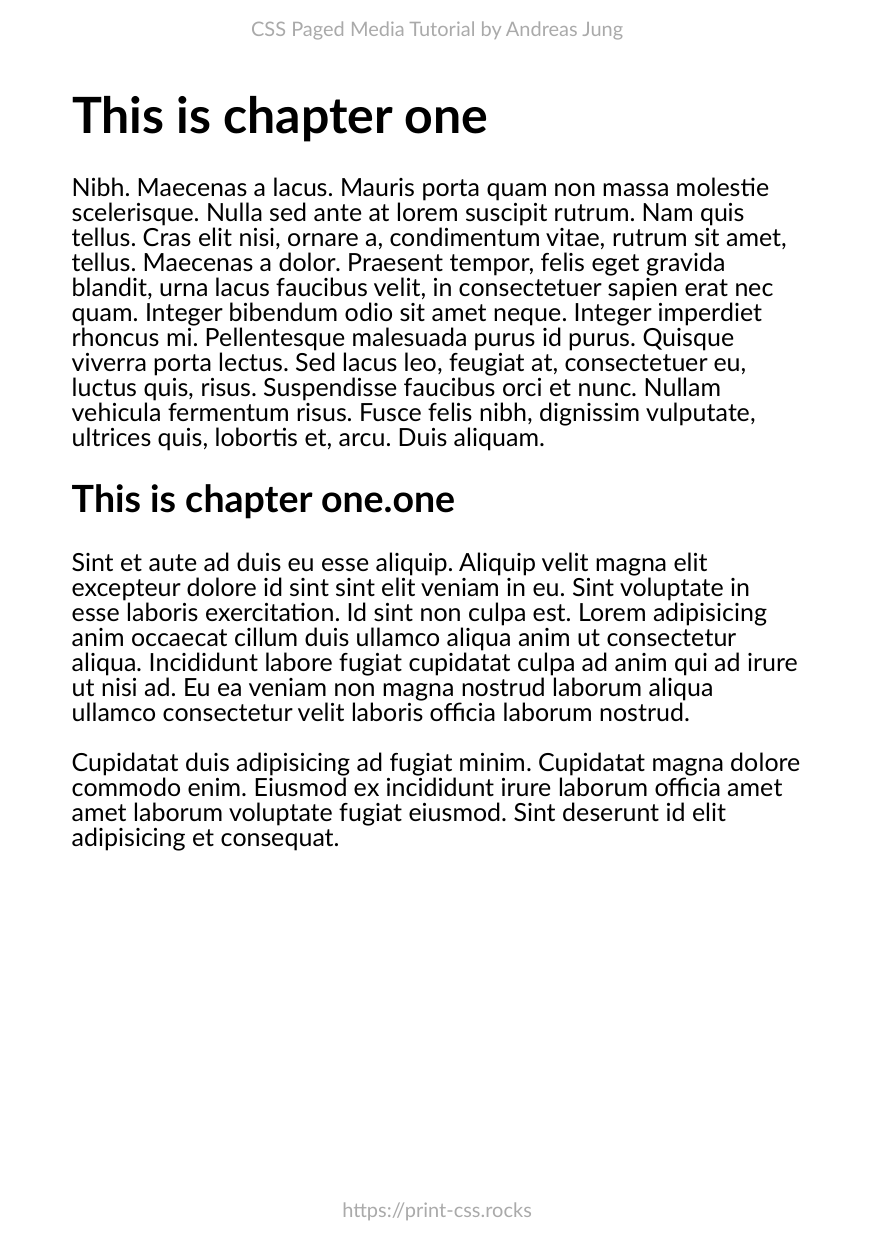 CSS Paged Media Tutorial by Andreas Jung
This is chapter one
Nibh. Maecenas a lacus. Mauris porta quam non massa molestie
scelerisque. Nulla sed ante at lorem suscipit rutrum. Nam quis
tellus. Cras elit nisi, ornare a, condimentum vitae, rutrum sit amet,
tellus. Maecenas a dolor. Praesent tempor, felis eget gravida
blandit, urna lacus faucibus velit, in consectetuer sapien erat nec
quam. Integer bibendum odio sit amet neque. Integer imperdiet
rhoncus mi. Pellentesque malesuada purus id purus. Quisque
viverra porta lectus. Sed lacus leo, feugiat at, consectetuer eu,
luctus quis, risus. Suspendisse faucibus orci et nunc. Nullam
vehicula fermentum risus. Fusce felis nibh, dignissim vulputate,
ultrices quis, lobortis et, arcu. Duis aliquam.
This is chapter one.one
Sint et aute ad duis eu esse aliquip. Aliquip velit magna elit
excepteur dolore id sint sint elit veniam in eu. Sint voluptate in
esse laboris exercitation. Id sint non culpa est. Lorem adipisicing
anim occaecat cillum duis ullamco aliqua anim ut consectetur
aliqua. Incididunt labore fugiat cupidatat culpa ad anim qui ad irure
ut nisi ad. Eu ea veniam non magna nostrud laborum aliqua
ullamco consectetur velit laboris officia laborum nostrud.
Cupidatat duis adipisicing ad fugiat minim. Cupidatat magna dolore
commodo enim. Eiusmod ex incididunt irure laborum officia amet
amet laborum voluptate fugiat eiusmod. Sint deserunt id elit
adipisicing et consequat.
https://print-css.rocks